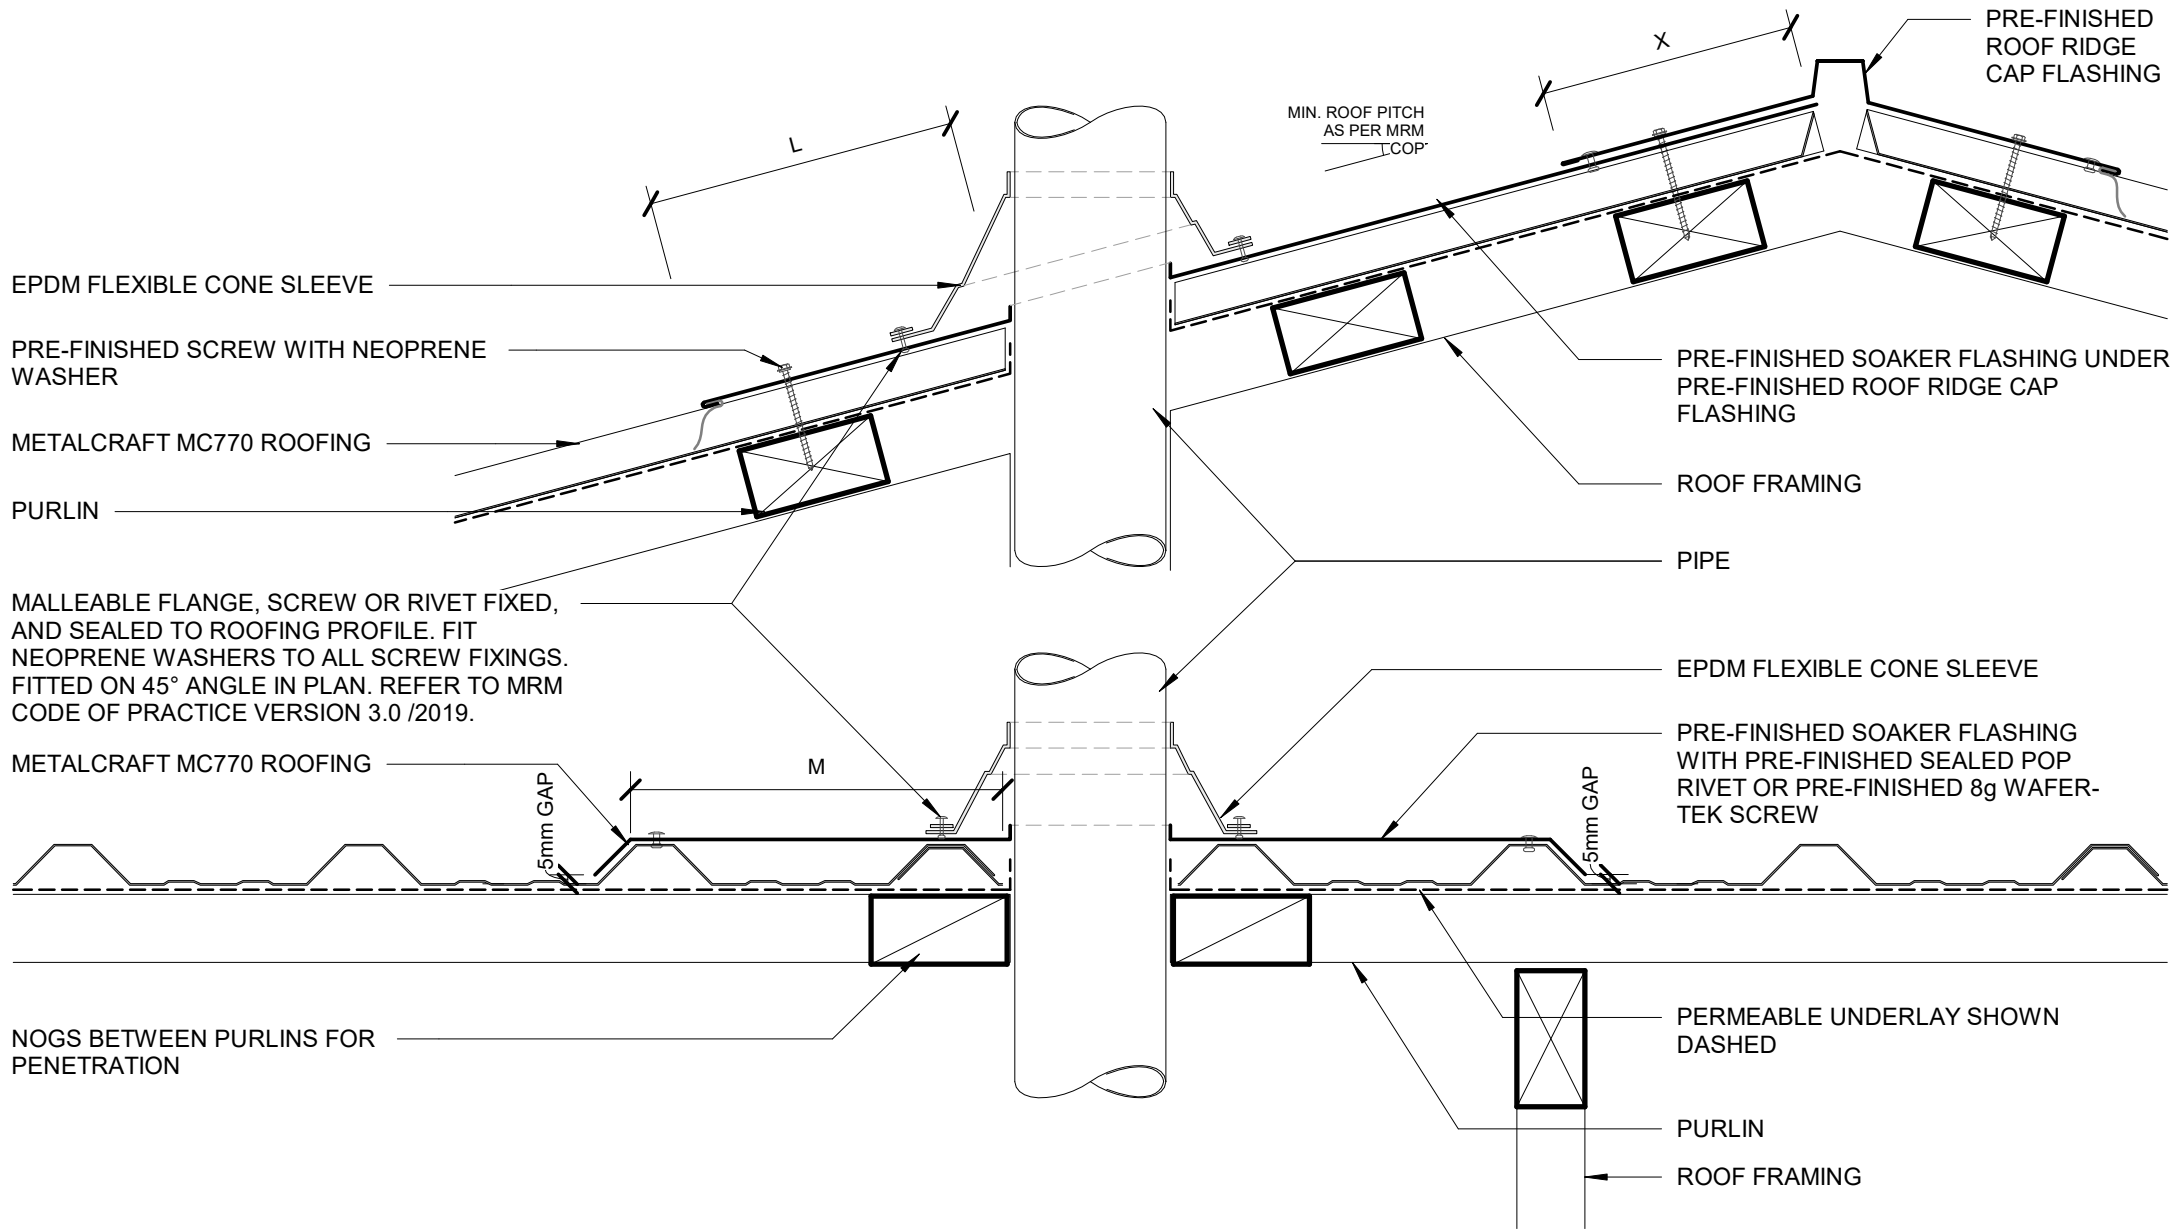 PRE-FINISHED
ROOF RIDGE
CAP FLASHING
X
L
MIN. ROOF PITCH
AS PER MRM
COP
EPDM FLEXIBLE CONE SLEEVE
PRE-FINISHED SCREW WITH NEOPRENE
WASHER
METALCRAFT MC770 ROOFING
PURLIN
MALLEABLE FLANGE, SCREW OR RIVET FIXED,
AND SEALED TO ROOFING PROFILE. FIT
NEOPRENE WASHERS TO ALL SCREW FIXINGS.
FITTED ON 45° ANGLE IN PLAN. REFER TO MRM
CODE OF PRACTICE VERSION 3.0 /2019.
PRE-FINISHED SOAKER FLASHING UNDER
PRE-FINISHED ROOF RIDGE CAP
FLASHING
ROOF FRAMING
PIPE
METALCRAFT MC770 ROOFING
5mm GAP
M
EPDM FLEXIBLE CONE SLEEVE
PRE-FINISHED SOAKER FLASHING
WITH PRE-FINISHED SEALED POP
RIVET OR PRE-FINISHED 8g WAFER-
TEK SCREW
5mm GAP
NOGS BETWEEN PURLINS FOR
PENETRATION
PERMEABLE UNDERLAY SHOWN
DASHED
PURLIN
ROOF FRAMING